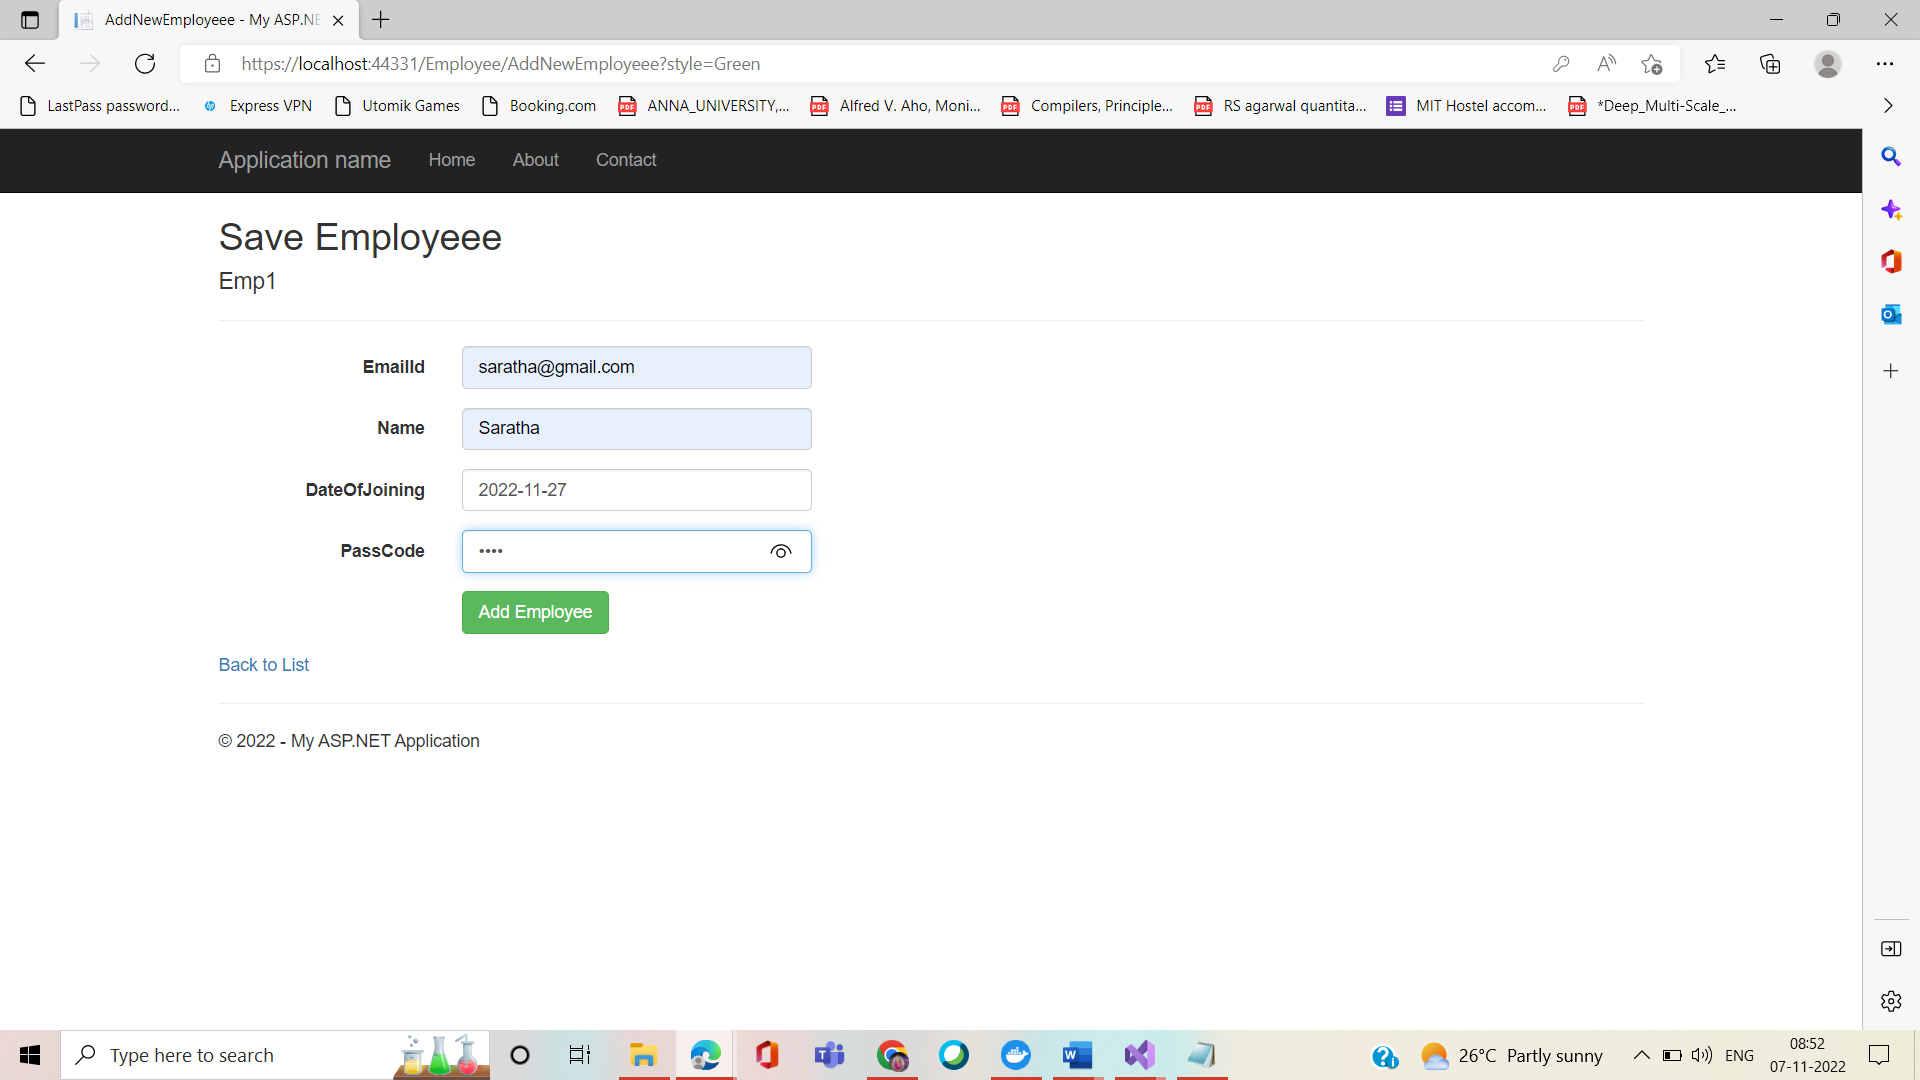 AddNewEmployeee - My ASP.NE
https://localhost:44331/Employee/AddNewEmployeee?style=Green
LastPass password...
Express VPN
Utomik Games
Booking.com
ANNA_UNIVERSITY,...
Alfred V. Aho, Moni...
Compilers, Principle...
RS agarwal quantita...
MIT Hostel accom...
*Deep_Multi-Scale_...
Application name
Home
About
Contact
Save Employeee
Emp1
EmailId
saratha@gmail.com
Name
Saratha
DateOfJoining
2022-11-27
PassCode
••••
Add Employee
Back to List
© 2022 - My ASP.NET Application
Type here to search
26°C Partly sunny
ENG
08:52
07-11-2022